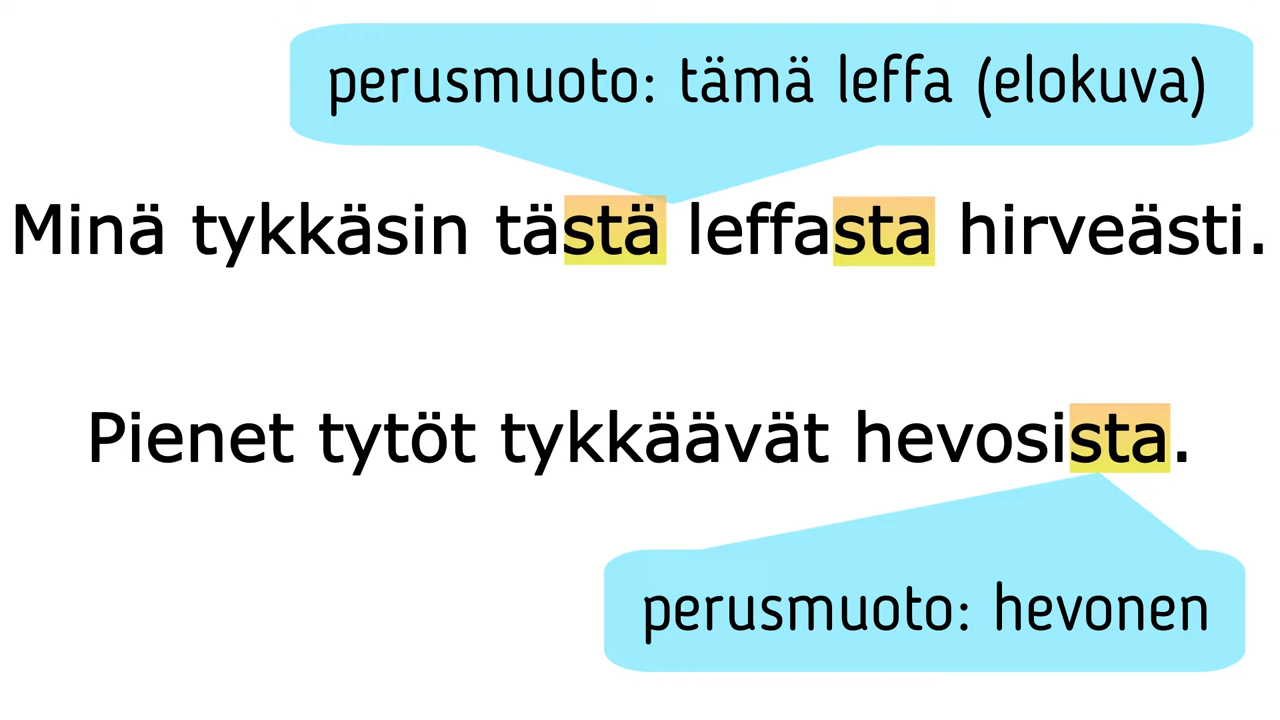 perusmuoto: tämä leffa (elokuva)
Minä tykkäsin tästä leffasta hirveästi.
Pienet tytöt tykkäävät hevosista.
perusmuoto: hevonen